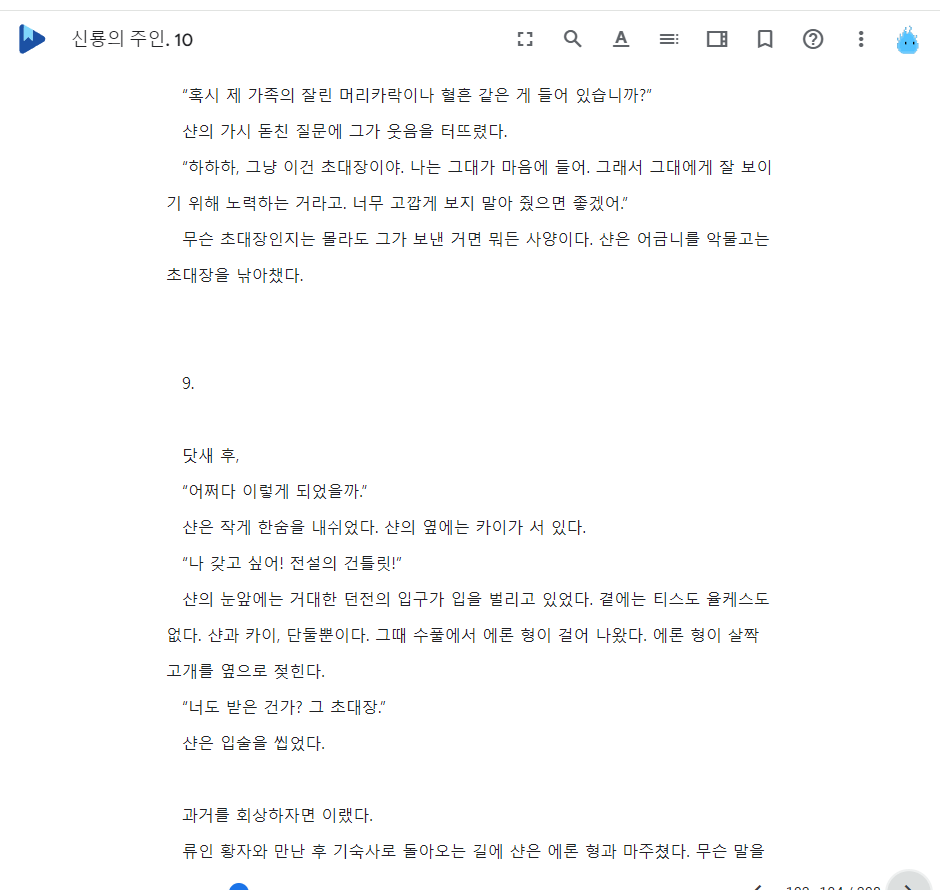 신룡의 주인. 10
“혹시 제 가족의 잘린 머리카락이나 혈흔 같은 게 들어 있습니까?”
샨의 가시 돋친 질문에 그가 웃음을 터뜨렸다.
“하하하, 그냥 이건 초대장이야. 나는 그대가 마음에 들어. 그래서 그대에게 잘 보이
기 위해 노력하는 거라고. 너무 고깝게 보지 말아 줬으면 좋겠어.”
무슨 초대장인지는 몰라도 그가 보낸 거면 뭐든 사양이다. 샨은 어금니를 악물고는
초대장을 낚아챘다.
9.
닷새 후,
“어쩌다 이렇게 되었을까.”
샨은 작게 한숨을 내쉬었다. 샨의 옆에는 카이가 서 있다.
“나 갖고 싶어! 전설의 건틀릿!”
샨의 눈앞에는 거대한 던전의 입구가 입을 벌리고 있었다. 곁에는 티스도 율케스도
없다. 샨과 카이, 단둘뿐이다. 그때 수풀에서 에론 형이 걸어 나왔다. 에론 형이 살짝
고개를 옆으로 젖힌다.
“너도 받은 건가? 그 초대장.”
샨은 입술을 씹었다.
과거를 회상하자면 이랬다.
류인 황자와 만난 후 기숙사로 돌아오는 길에 샨은 에론 형과 마주쳤다. 무슨 말을